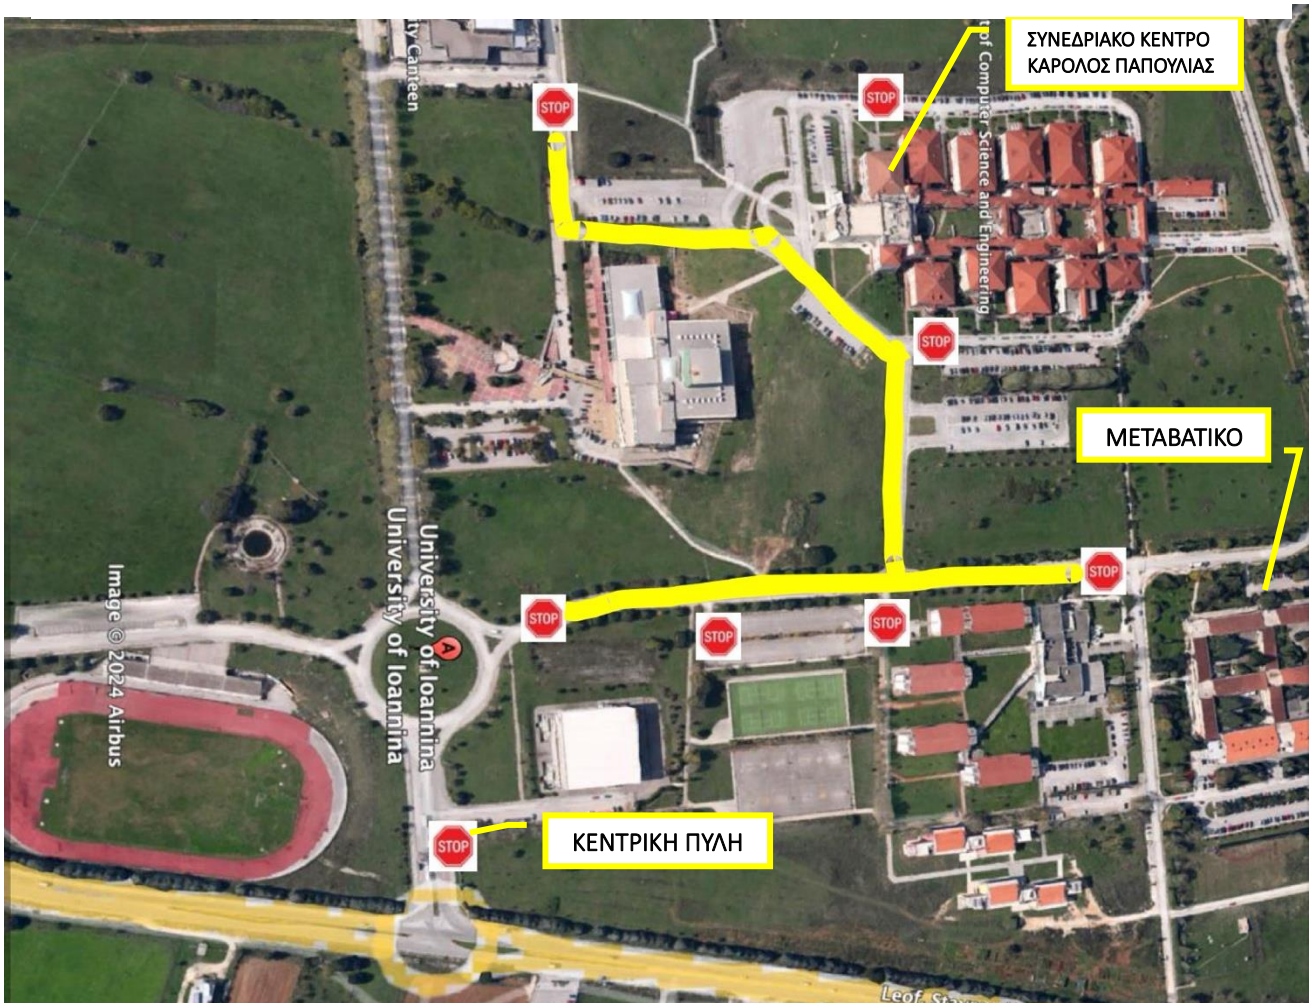 ity Canteen
of Computer Science and Engineering
ΣΥΝΕΔΡΙΑΚΟ ΚΕΝΤΡΟ
ΚΑΡΟΛΟΣ ΠΑΠΟΥΛΙΑΣ
STOP
STOP
STOP
ΜΕΤΑΒΑΤΙΚΟ
University of Ioannina
University of Ioannina
A
Image © 2024 Airbus
STOP
STOP
STOP
STOP
STOP
ΚΕΝΤΡΙΚΗ ΠΥΛΗ
Leof.